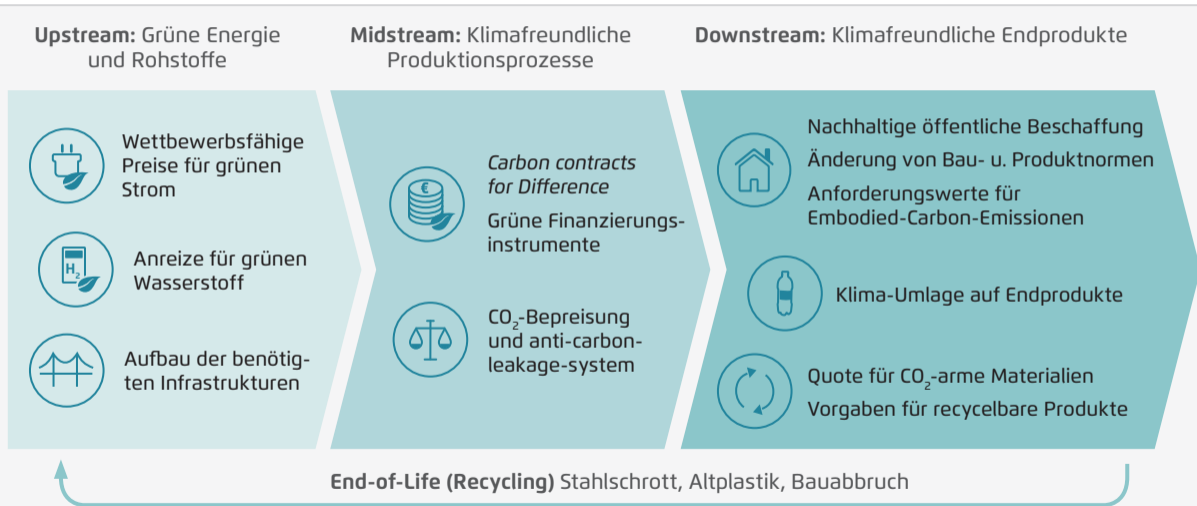 Upstream: Grüne Energie
und Rohstoffe
Midstream: Klimafreundliche
Produktionsprozesse
Downstream: Klimafreundliche Endprodukte
Wettbewerbsfähige
Preise für grünen
Strom
H2
Anreize für grünen
Wasserstoff
Aufbau der benötig-
ten Infrastrukturen
€
Carbon contracts
for Difference
Grüne Finanzierungs-
instrumente
CO2-Bepreisung
und anti-carbon-
leakage-system
Nachhaltige öffentliche Beschaffung
Änderung von Bau- u. Produktnormen
Anforderungswerte für
Embodied-Carbon-Emissionen
Klima-Umlage auf Endprodukte
Quote für CO2-arme Materialien
Vorgaben für recycelbare Produkte
End-of-Life (Recycling) Stahlschrott, Altplastik, Bauabbruch